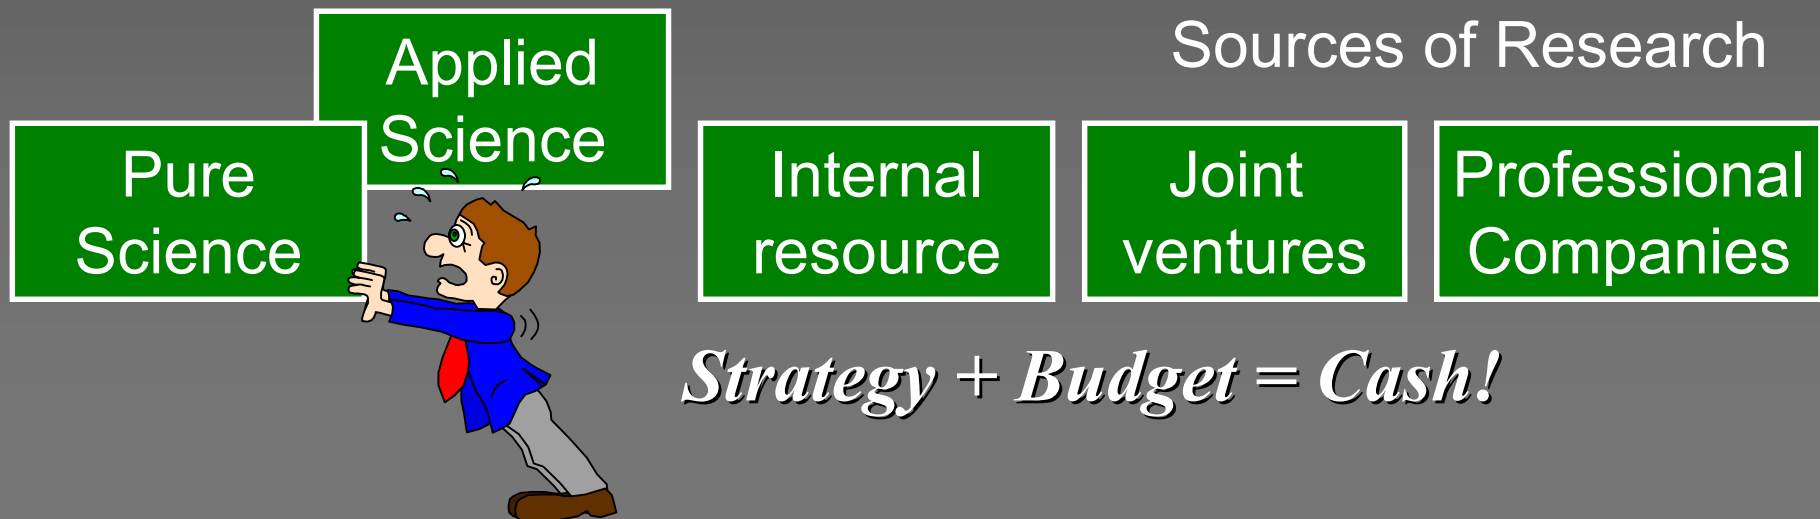 Sources of Research
Applied
Science
Pure
Science
Internal
resource
Joint
ventures
Professional
Companies
Strategy + Budget = Cash!